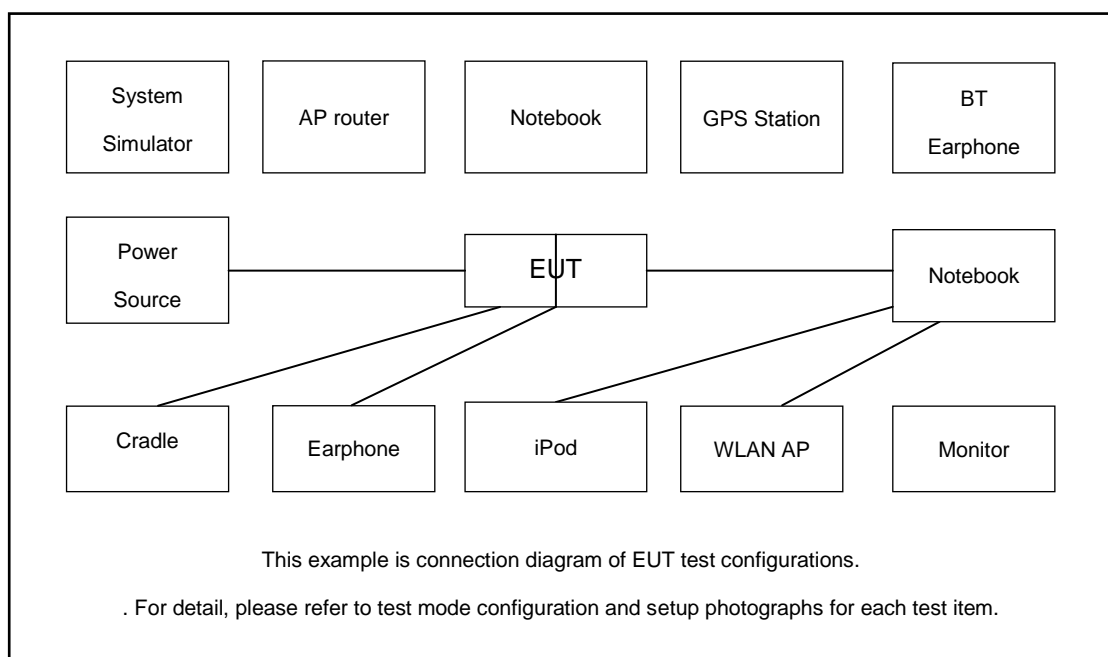 System
Simulator
AP router
Notebook
GPS Station
BT
Earphone
Power
Source
EUT
Notebook
Cradle
Earphone
iPod
WLAN AP
Monitor
This example is connection diagram of EUT test configurations.
. For detail, please refer to test mode configuration and setup photographs for each test item.